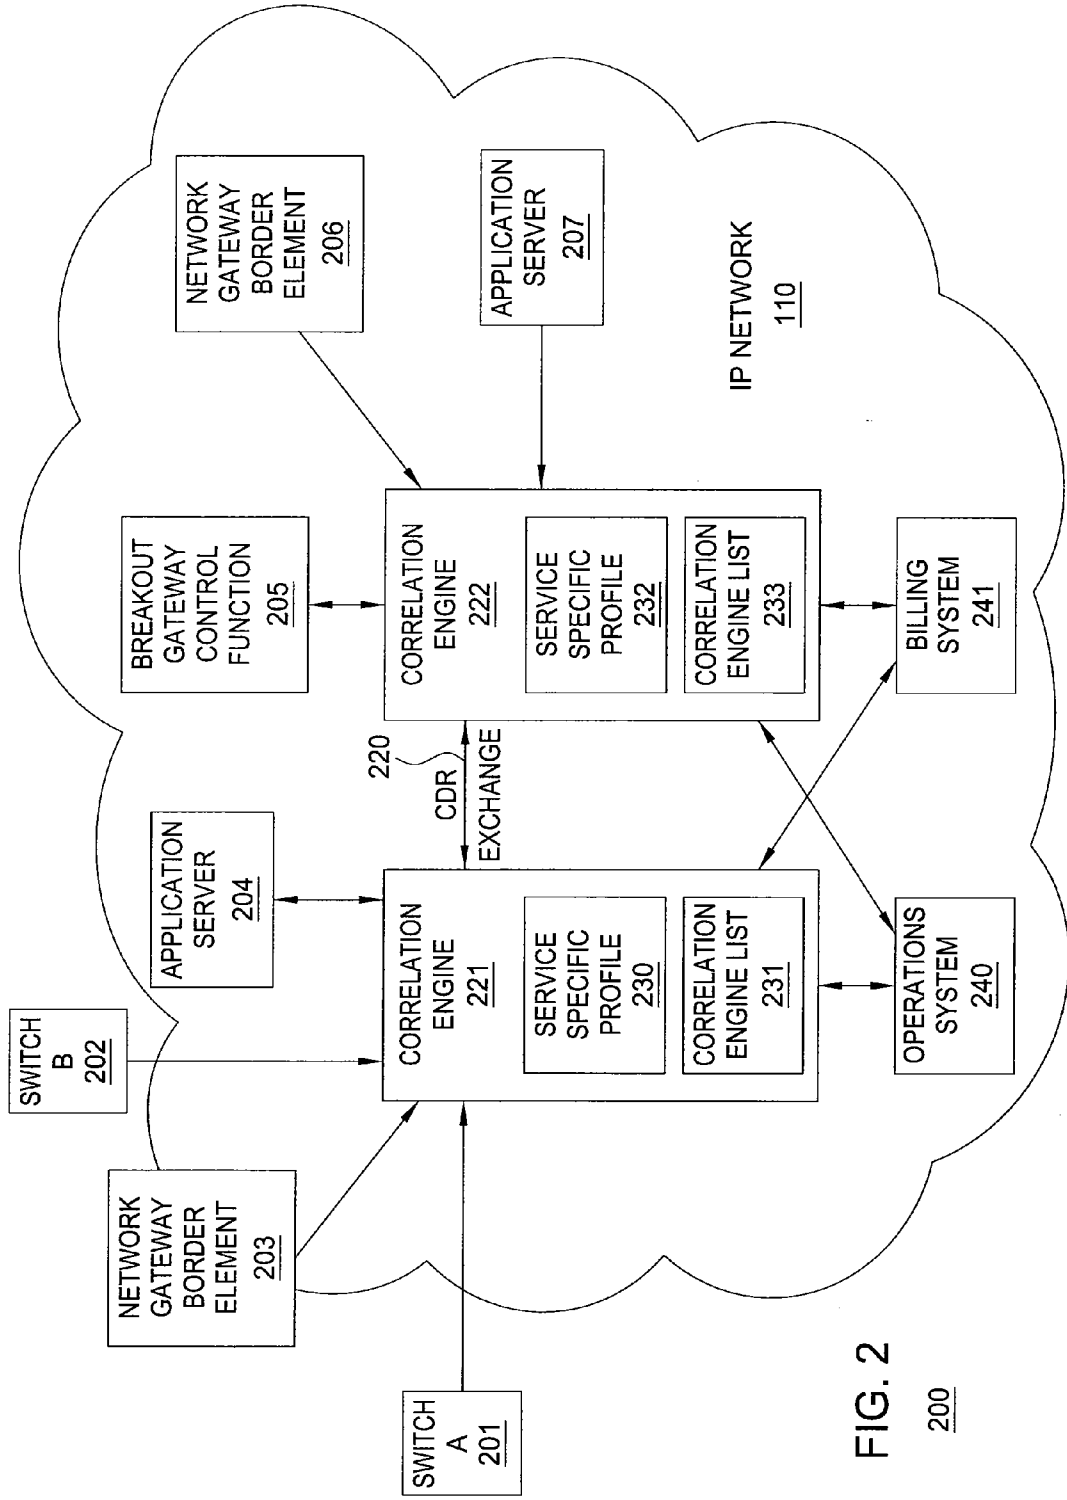 SWITCH
B
202
NETWORK
GATEWAY
BORDER
ELEMENT
203
SWITCH
A
201
APPLICATION
SERVER
204
BREAKOUT
GATEWAY
CONTROL
FUNCTION
205
NETWORK
GATEWAY
BORDER
ELEMENT
206
APPLICATION
SERVER
207
CORRELATION
ENGINE
221
SERVICE
SPECIFIC
PROFILE
230
CORRELATION
ENGINE LIST
231
220
CDR
EXCHANGE
CORRELATION
ENGINE
222
SERVICE
SPECIFIC
PROFILE
232
CORRELATION
ENGINE LIST
233
IP NETWORK
110
OPERATIONS
SYSTEM
240
BILLING
SYSTEM
241
FIG. 2
200